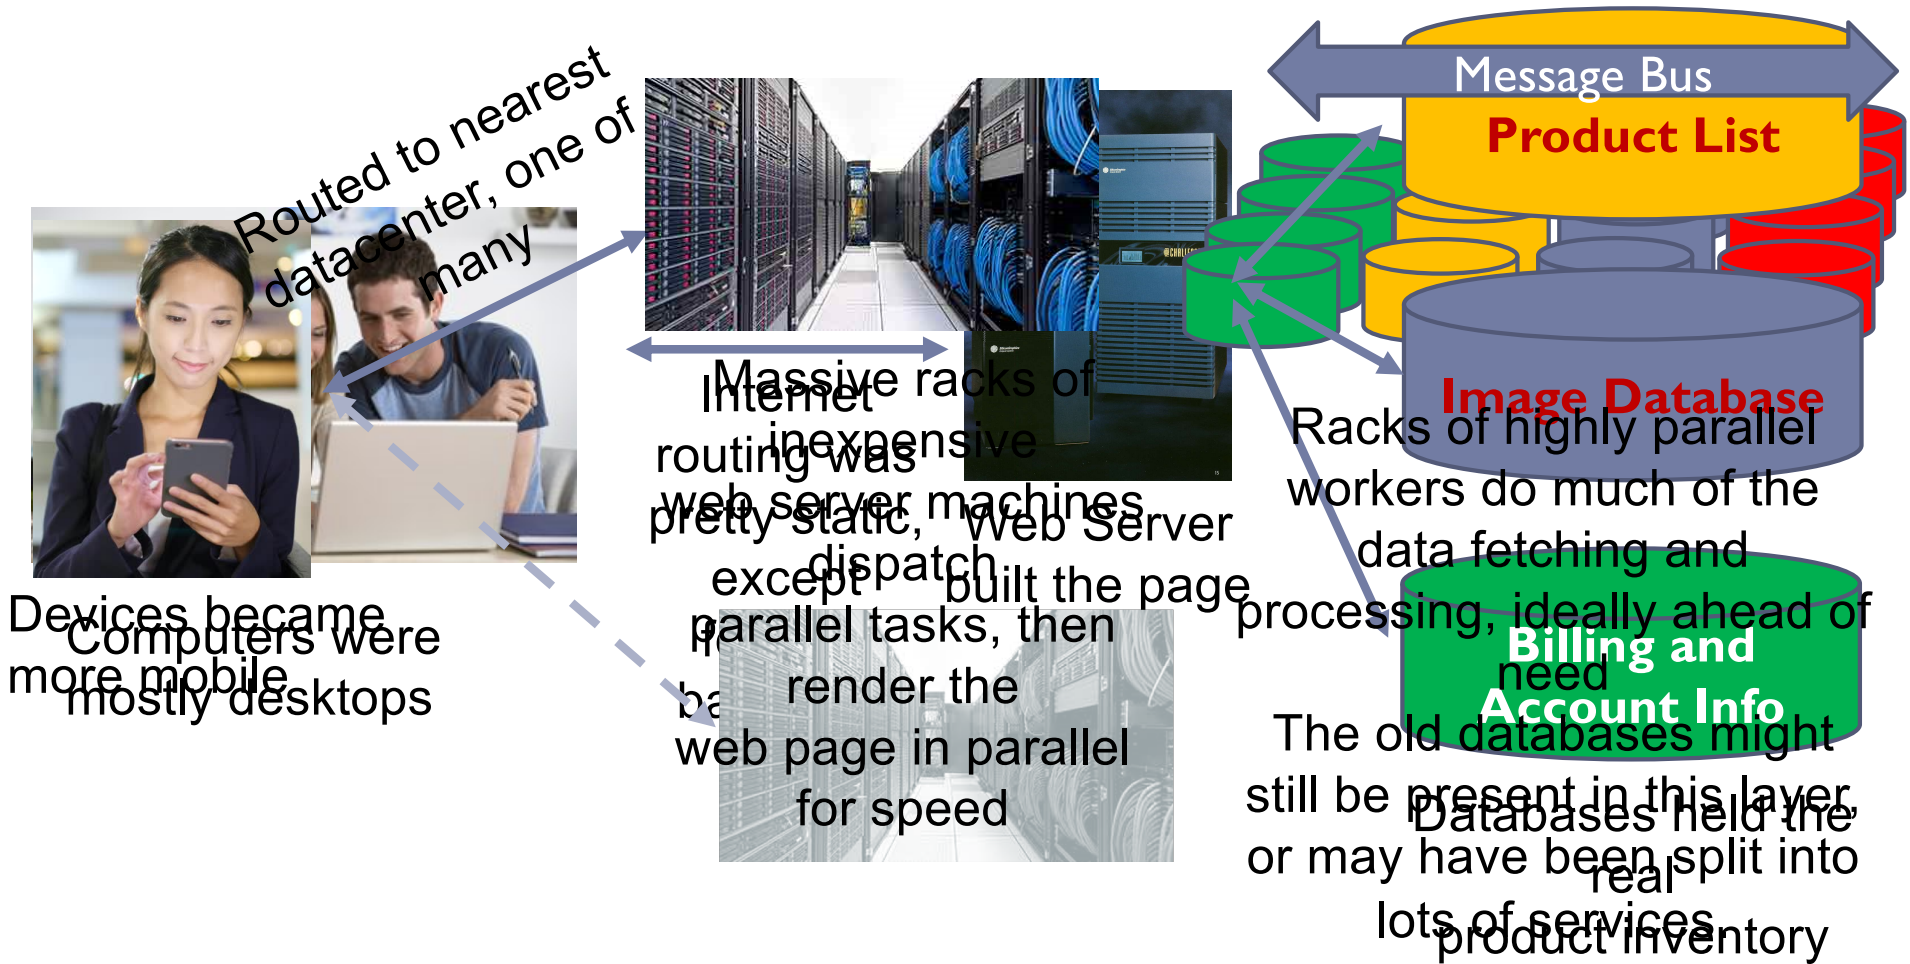 Routed to nearest
datacenter, one of
many
Devices became
more mobile
Computers were
mostly desktops
Internet
routing was
pretty static,
except
Massive racks of
inexpensive
web server machines
dispatch
parallel tasks, then
render the
web page in parallel
for speed
Web Server
built the page
Message Bus
Product List
Image Database
Billing and
Account Info
Racks of highly parallel
workers do much of the
data fetching and
processing, ideally ahead of
need
The old databases might
still be present in this layer,
or may have been split into
lots of services.
Databases held the
real
product inventory